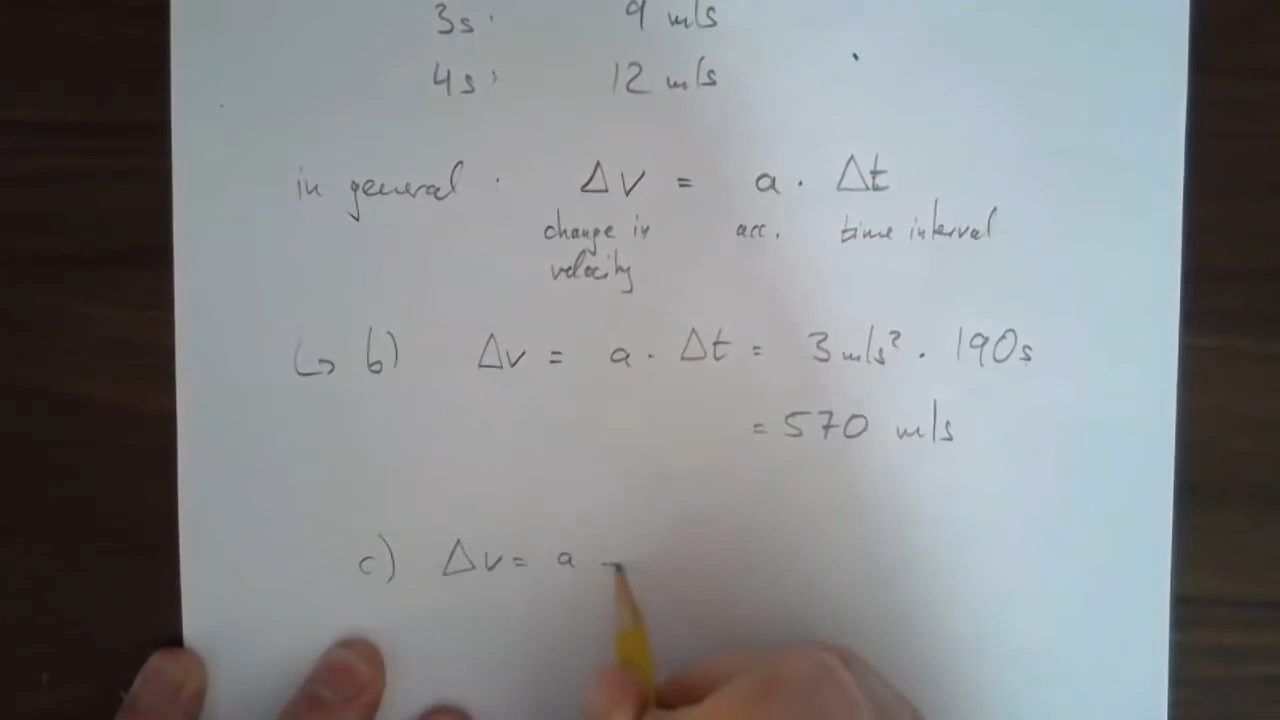 3s: 9 m/s
4s: 12 m/s
in general : Δv = a · Δt
change in acc. time interval
velocity
↳ b) Δv = a · Δt = 3 m/s² · 190s
= 570 m/s
c) Δv = a